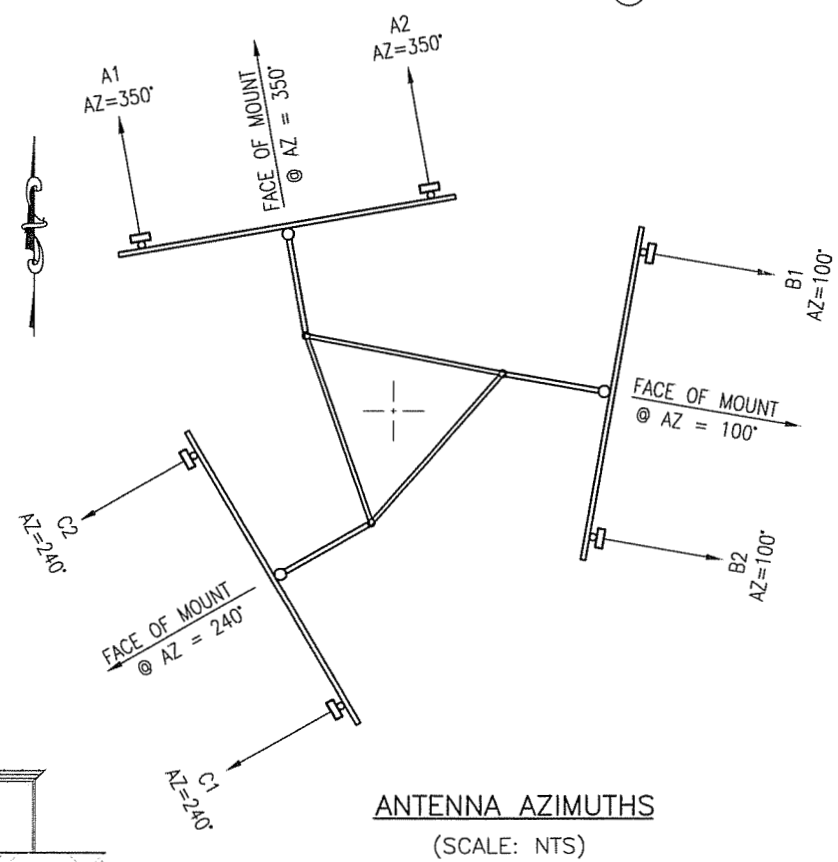 A1
AZ=350°
FACE OF MOUNT
@ AZ = 350°
A2
AZ=350°
B1
AZ=100°
FACE OF MOUNT
@ AZ = 100°
B2
AZ=100°
C2
AZ=240°
FACE OF MOUNT
@ AZ = 240°
C1
AZ=240°
ANTENNA AZIMUTHS
(SCALE: NTS)